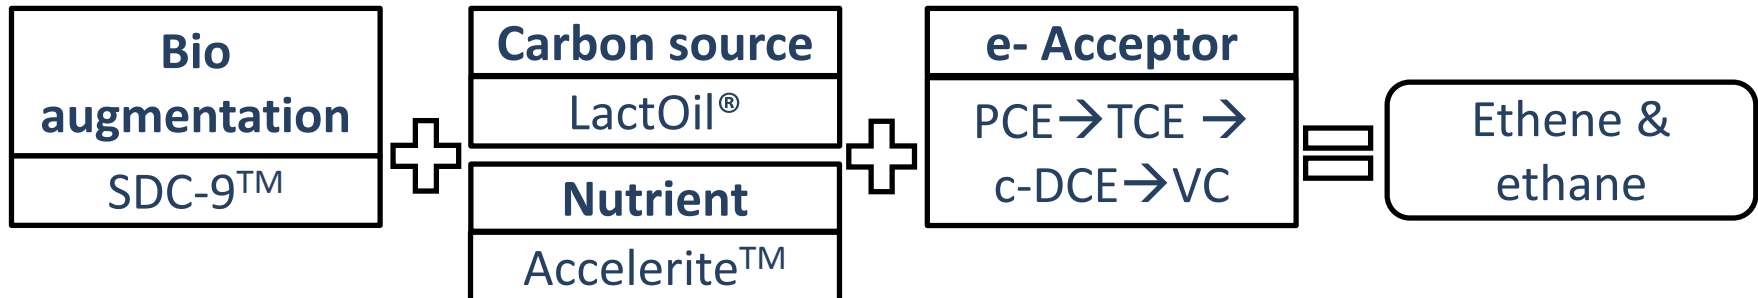 Bio
augmentation
SDC-9™
Carbon source
LactOil®
Nutrient
Accelerite™
e- Acceptor
PCE→TCE →
c-DCE→VC
Ethene &
ethane